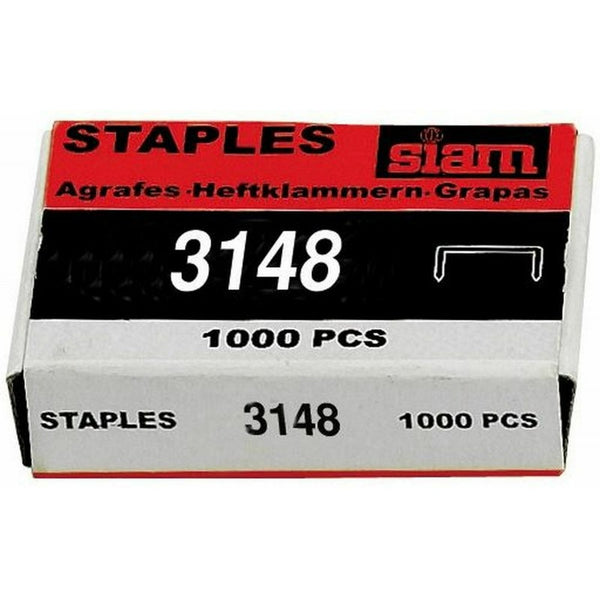 STAPLES siam
Agrafes-Heftklammern-Grapas
3148
1000 PCS
STAPLES 3148 1000 PCS